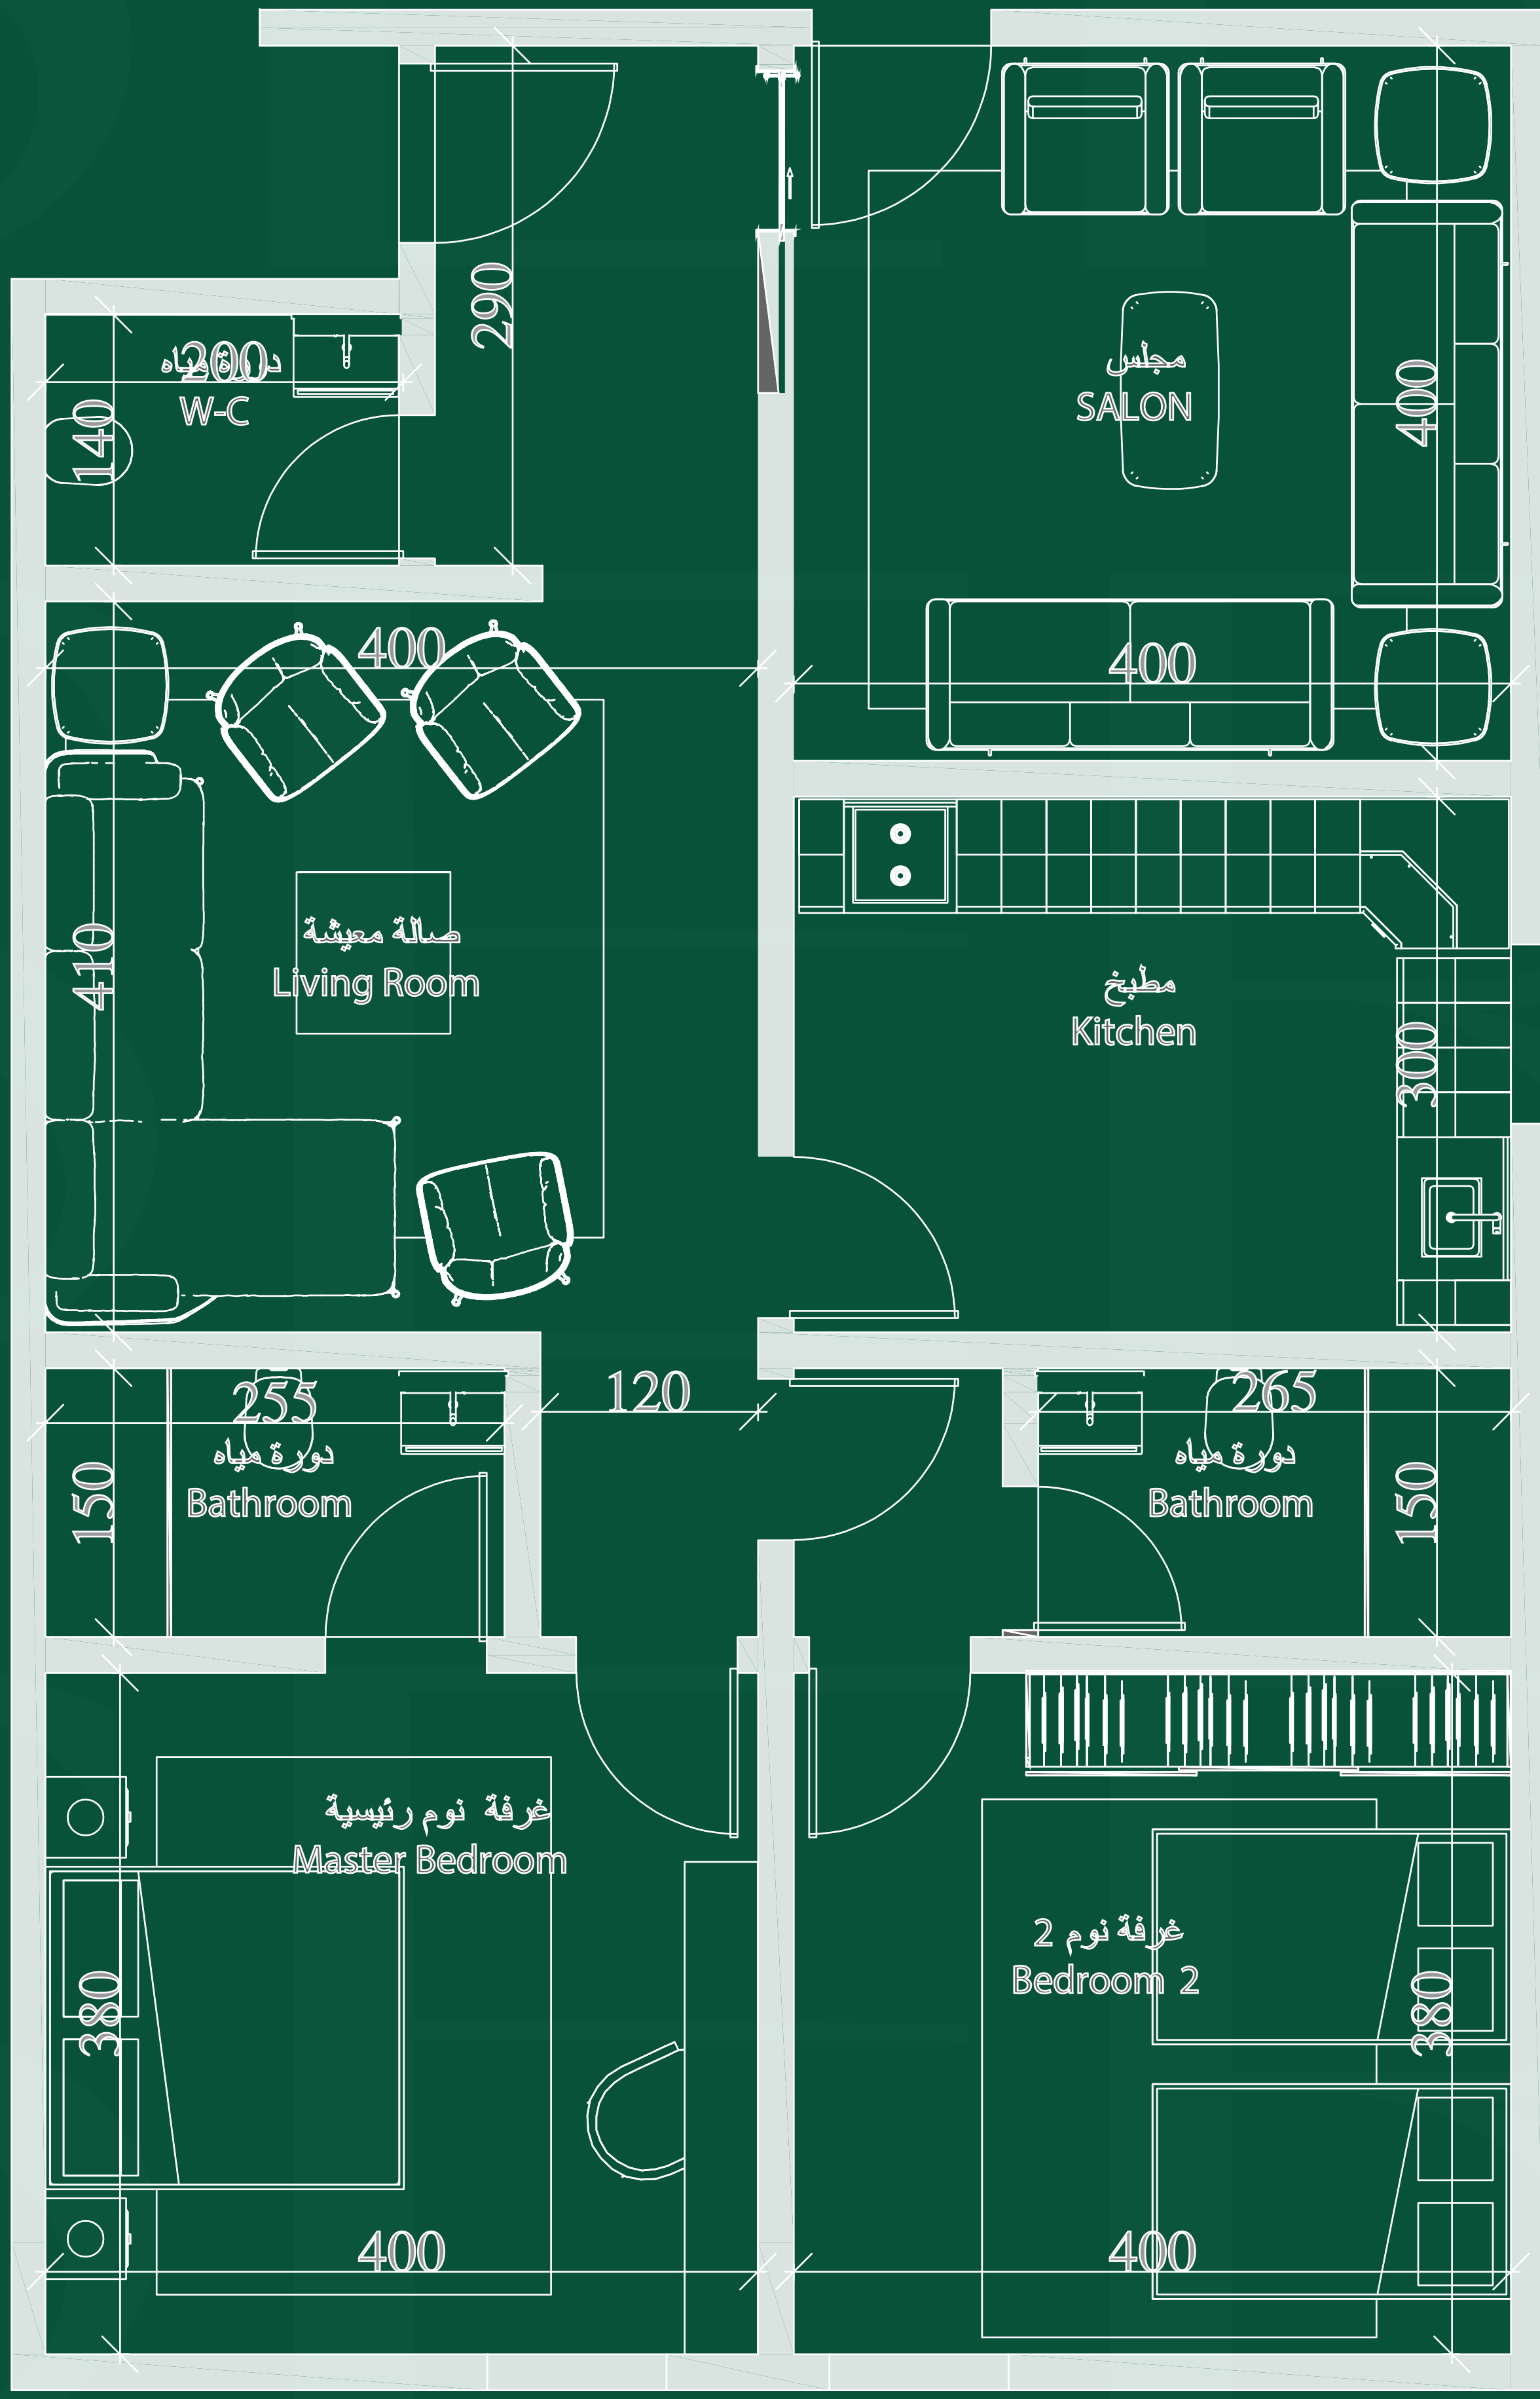 290
دورة مياه
200
W-C
140
مجلس
SALON
400
400
400
صالة معيشة
Living Room
410
مطبخ
Kitchen
300
255
دورة مياه
Bathroom
150
120
265
دورة مياه
Bathroom
150
غرفة نوم رئيسية
Master Bedroom
380
400
غرفة نوم 2
Bedroom 2
380
400